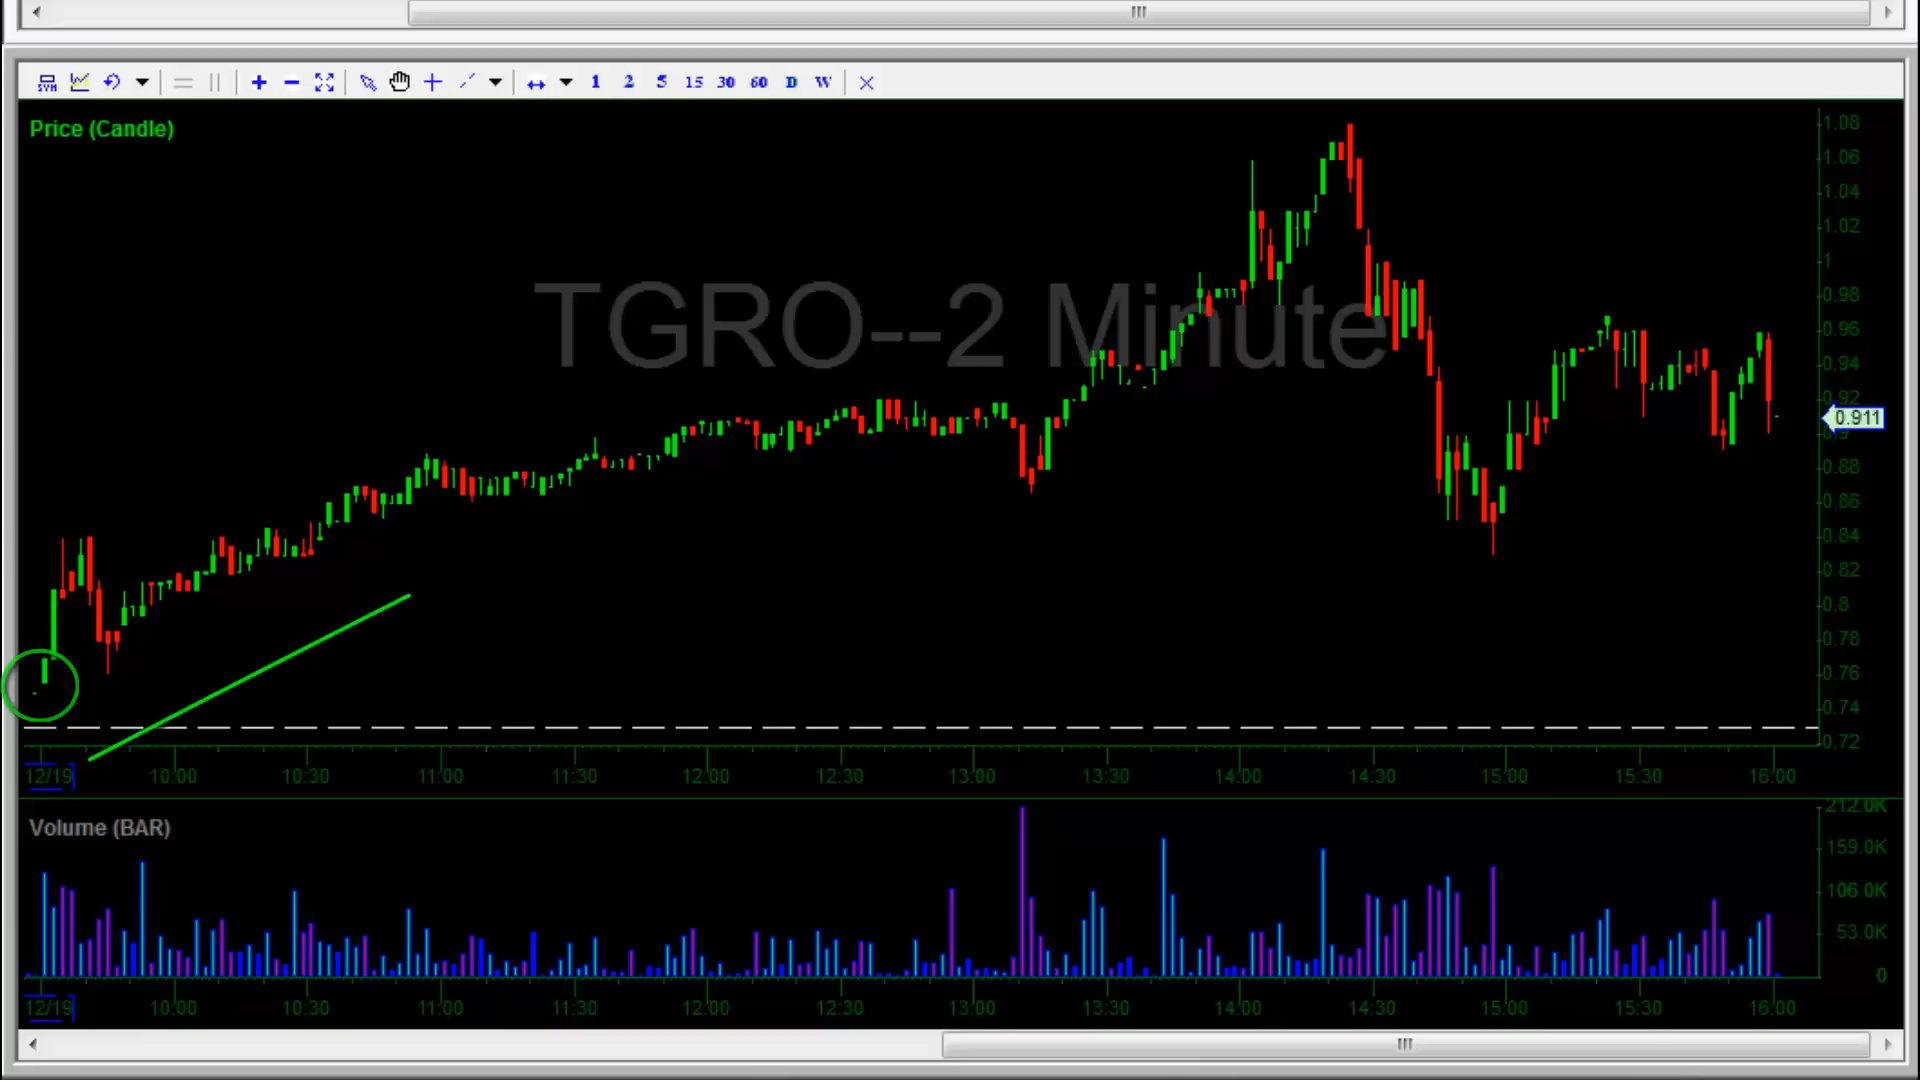 SYM 1 2 5 15 30 60 D W
Price (Candle)
TGRO--2 Minute
1.08
1.06
1.04
1.02
1
0.98
0.96
0.94
0.92
0.911
0.88
0.86
0.84
0.82
0.8
0.78
0.76
0.74
0.72
12/19 10:00 10:30 11:00 11:30 12:00 12:30 13:00 13:30 14:00 14:30 15:00 15:30 16:00
Volume (BAR)
212.0K
159.0K
106.0K
53.0K
0
12/19 10:00 10:30 11:00 11:30 12:00 12:30 13:00 13:30 14:00 14:30 15:00 15:30 16:00